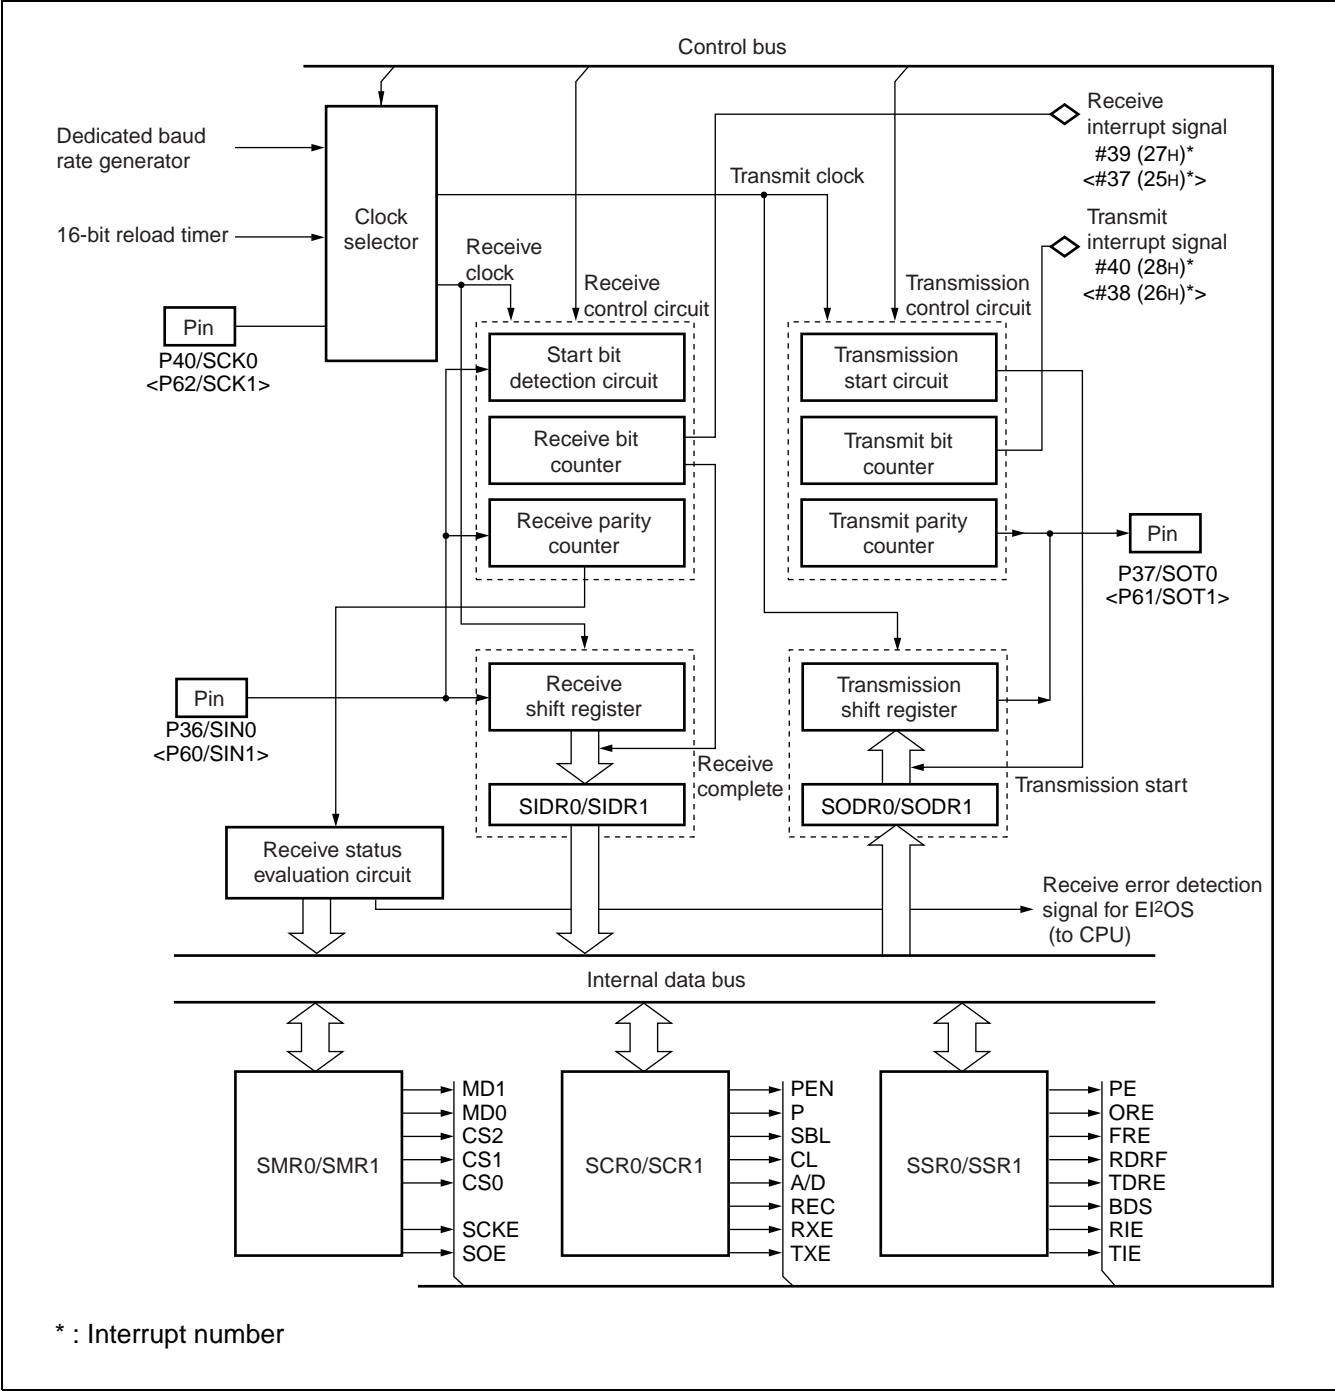 Control bus
Dedicated baud
rate generator
16-bit reload timer
Pin
P40/SCK0
<P62/SCK1>
Clock
selector
Receive
clock
Transmit clock
Receive
interrupt signal
#39 (27H)*
<#37 (25H)*>
Transmit
interrupt signal
#40 (28H)*
<#38 (26H)*>
Receive
control circuit
Start bit
detection circuit
Receive bit
counter
Receive parity
counter
Transmission
control circuit
Transmission
start circuit
Transmit bit
counter
Transmit parity
counter
Pin
P37/SOT0
<P61/SOT1>
Pin
P36/SIN0
<P60/SIN1>
Receive
shift register
Receive
complete
SIDR0/SIDR1
Transmission
shift register
Transmission start
SODR0/SODR1
Receive status
evaluation circuit
Receive error detection
signal for EI2OS
(to CPU)
Internal data bus
SMR0/SMR1
MD1
MD0
CS2
CS1
CS0
SCKE
SOE
SCR0/SCR1
PEN
P
SBL
CL
A/D
REC
RXE
TXE
SSR0/SSR1
PE
ORE
FRE
RDRF
TDRE
BDS
RIE
TIE
* : Interrupt number